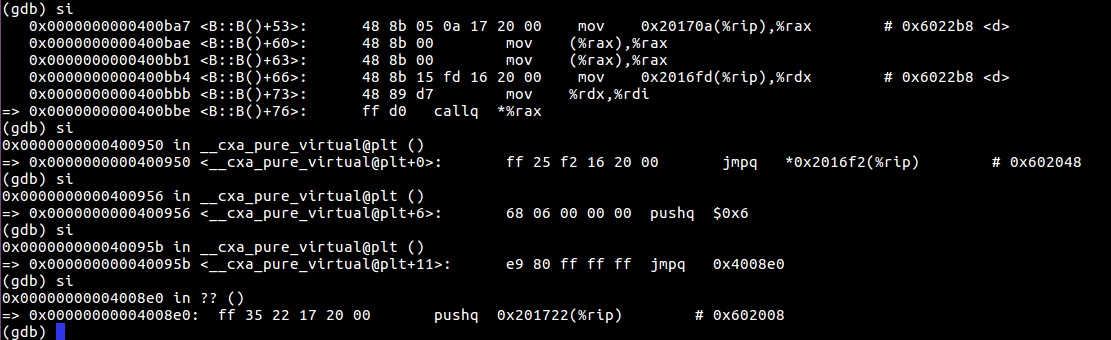 (gdb) si
   0x0000000000400ba7 <B::B()+53>:	48 8b 05 0a 17 20 00	mov    0x20170a(%rip),%rax        # 0x6022b8 <d>
   0x0000000000400bae <B::B()+60>:	48 8b 00	mov    (%rax),%rax
   0x0000000000400bb1 <B::B()+63>:	48 8b 00	mov    (%rax),%rax
   0x0000000000400bb4 <B::B()+66>:	48 8b 15 fd 16 20 00	mov    0x2016fd(%rip),%rdx        # 0x6022b8 <d>
   0x0000000000400bbb <B::B()+73>:	48 89 d7	mov    %rdx,%rdi
=> 0x0000000000400bbe <B::B()+76>:	ff d0	callq  *%rax
(gdb) si
0x0000000000400950 in __cxa_pure_virtual@plt ()
=> 0x0000000000400950 <__cxa_pure_virtual@plt+0>:	ff 25 f2 16 20 00	jmpq   *0x2016f2(%rip)        # 0x602048
(gdb) si
0x0000000000400956 in __cxa_pure_virtual@plt ()
=> 0x0000000000400956 <__cxa_pure_virtual@plt+6>:	68 06 00 00 00	pushq  $0x6
(gdb) si
0x000000000040095b in __cxa_pure_virtual@plt ()
=> 0x000000000040095b <__cxa_pure_virtual@plt+11>:	e9 80 ff ff ff	jmpq   0x4008e0
(gdb) si
0x00000000004008e0 in ?? ()
=> 0x00000000004008e0:	ff 35 22 17 20 00	pushq  0x201722(%rip)        # 0x602008
(gdb)